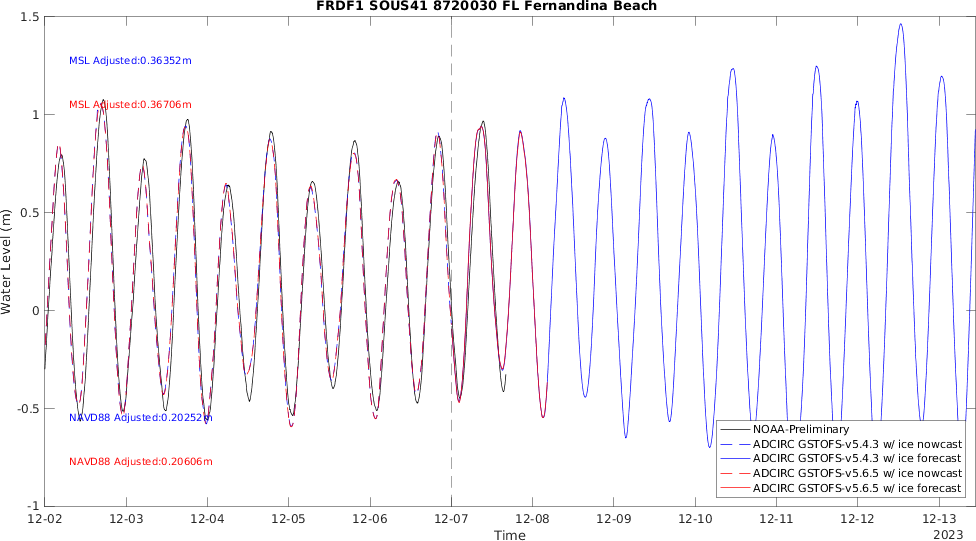 FRDF1 SOUS41 8720030 FL Fernandina Beach
1.5
MSL Adjusted:0.36352m
MSL Adjusted:0.36706m
1
0.5
Water Level (m)
0
-0.5
NAVD88 Adjusted:0.20252m
NAVD88 Adjusted:0.20606m
NOAA-Preliminary
ADCIRC GSTOFS-v5.4.3 w/ ice nowcast
ADCIRC GSTOFS-v5.4.3 w/ ice forecast
ADCIRC GSTOFS-v5.6.5 w/ ice nowcast
ADCIRC GSTOFS-v5.6.5 w/ ice forecast
-1
12-02 12-03 12-04 12-05 12-06 12-07 12-08 12-09 12-10 12-11 12-12 12-13
Time
2023